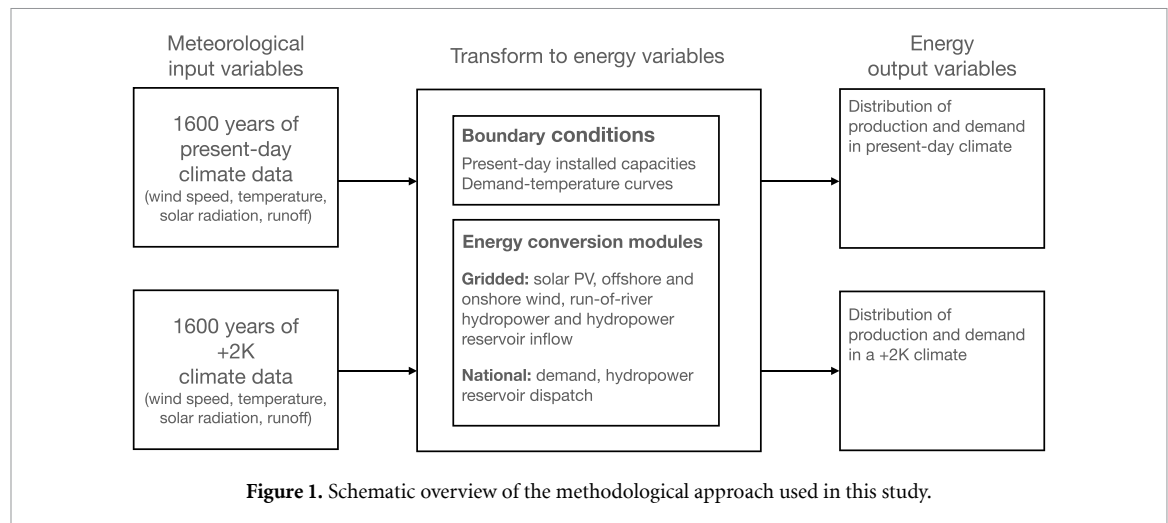 Meteorological
input variables
1600 years of
present-day
climate data
(wind speed, temperature,
solar radiation, runoff)
1600 years of
+2K
climate data
(wind speed, temperature,
solar radiation, runoff)
Transform to energy variables
Boundary conditions
Present-day installed capacities
Demand-temperature curves
Energy conversion modules
Gridded: solar PV, offshore and
onshore wind, run-of-river
hydropower and hydropower
reservoir inflow
National: demand, hydropower
reservoir dispatch
Energy
output variables
Distribution of
production and demand
in present-day climate
Distribution of
production and demand
in a +2K climate
Figure 1. Schematic overview of the methodological approach used in this study.